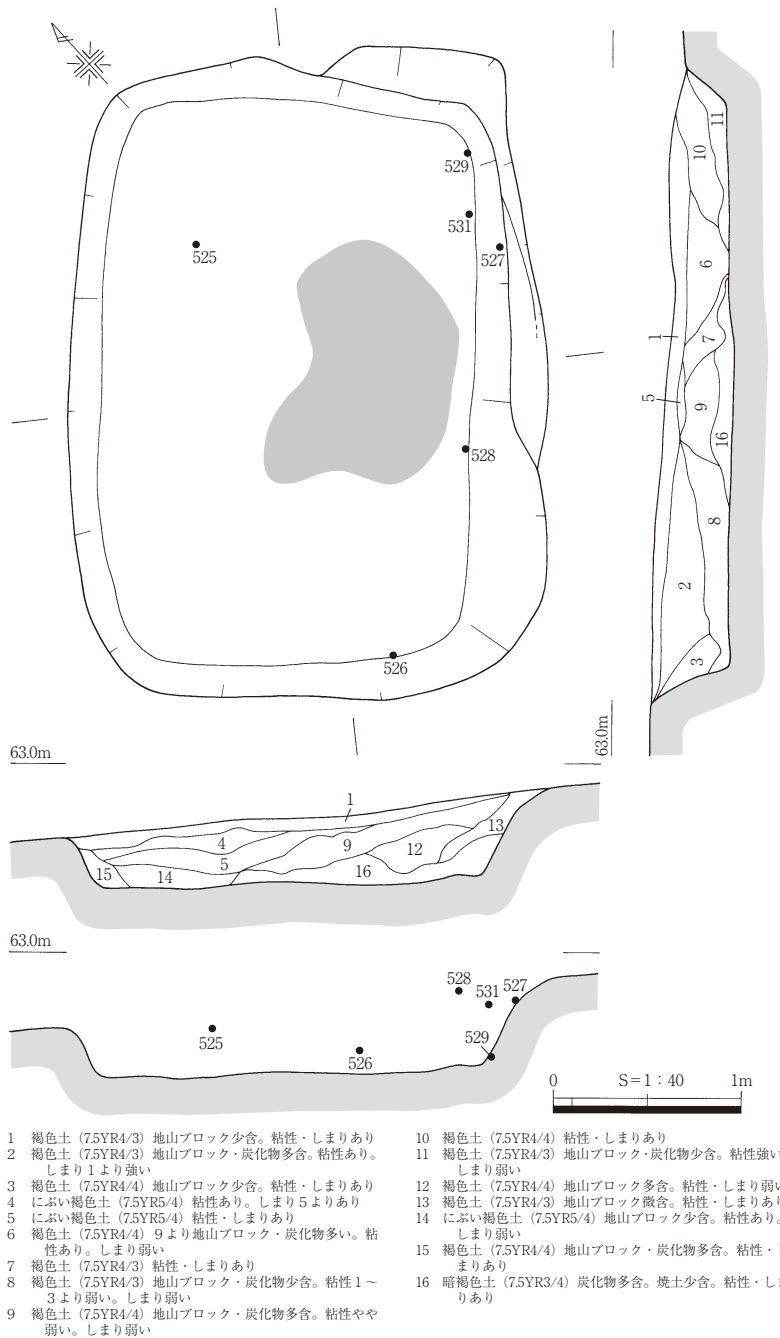 529
531
525
527
528
526
10
11
6
1
7
5
9
16
8
2
3
63.0m
63.0m
1
4
9
13
5
12
15
14
16
63.0m
528
531
527
525
529
526
0 S=1：40 1m
1 褐色土（7.5YR4/3）地山ブロック少含。粘性・しまりあり
2 褐色土（7.5YR4/3）地山ブロック・炭化物多含。粘性あり。
しまり１より強い
3 褐色土（7.5YR4/4）地山ブロック少含。粘性・しまりあり
4 にぶい褐色土（7.5YR5/4）粘性あり。しまり５よりあり
5 にぶい褐色土（7.5YR5/4）粘性・しまりあり
6 褐色土（7.5YR4/4）９より地山ブロック・炭化物多い。粘
性あり。しまり弱い
7 褐色土（7.5YR4/3）粘性・しまりあり
8 褐色土（7.5YR4/3）地山ブロック・炭化物少含。粘性１～
３より弱い。しまり弱い
9 褐色土（7.5YR4/4）地山ブロック・炭化物多含。粘性やや
弱い。しまり弱い
10 褐色土（7.5YR4/4）粘性・しまりあり
11 褐色土（7.5YR4/3）地山ブロック・炭化物少含。粘性強い
しまり弱い
12 褐色土（7.5YR4/4）地山ブロック多含。粘性・しまり弱い
13 褐色土（7.5YR4/3）地山ブロック微含。粘性・しまりあり
14 にぶい褐色土（7.5YR5/4）地山ブロック少含。粘性あり。
しまり弱い
15 褐色土（7.5YR4/4）地山ブロック・炭化物多含。粘性・
まりあり
16 暗褐色土（7.5YR3/4）炭化物多含。焼土少含。粘性・しま
りあり